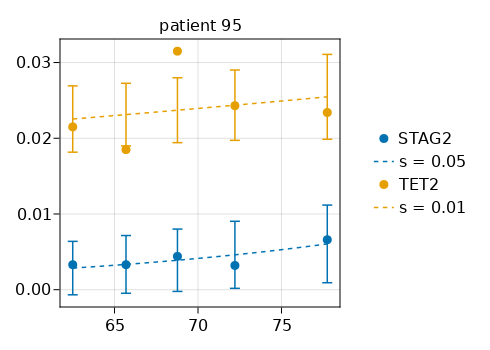 patient 95
0.03
0.02
0.01
0.00
65
70
75
STAG2
s = 0.05
TET2
s = 0.01